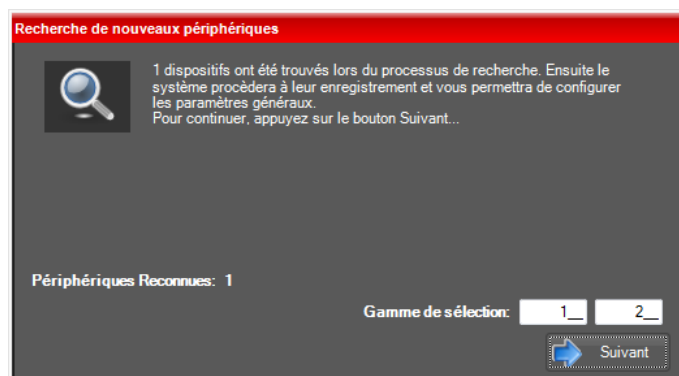 Recherche de nouveaux périphériques
1 dispositifs ont été trouvés lors du processus de recherche. Ensuite le
système procèdera à leur enregistrement et vous permettra de configurer
les paramètres généraux.
Pour continuer, appuyez sur le bouton Suivant...
Périphériques Reconnues: 1
Gamme de sélection: 1__ 2__
Suivant